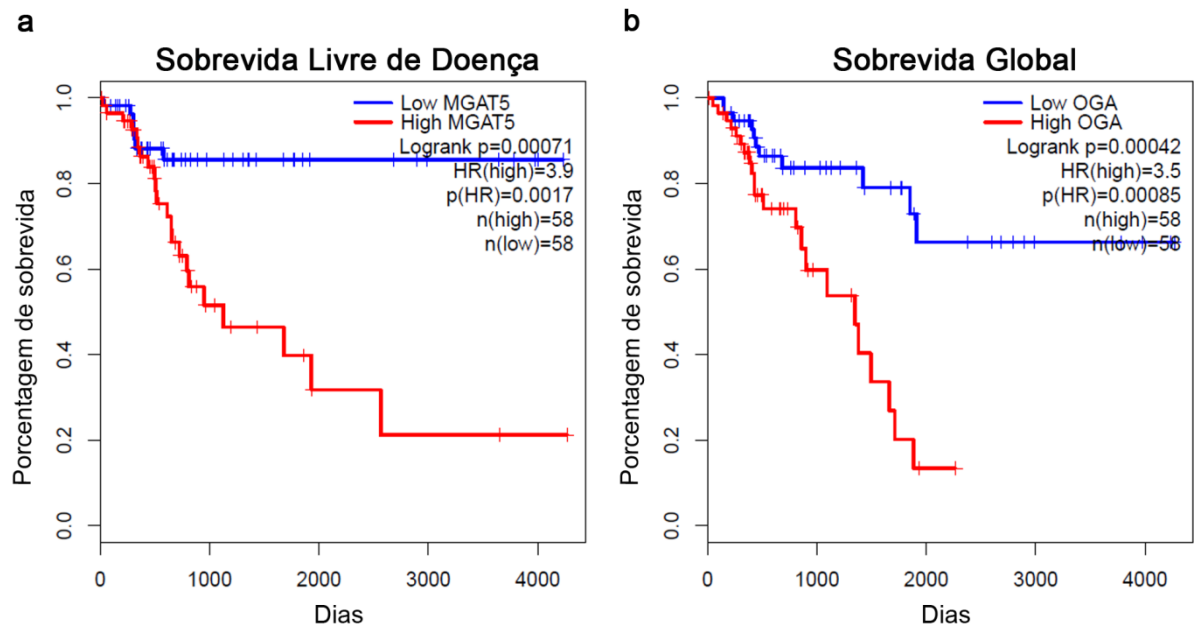 a
Sobrevida Livre de Doença
Low MGAT5
High MGAT5
Logrank p=0.00071
HR(high)=3.9
p(HR)=0.0017
n(high)=58
n(low)=58
Porcentagem de sobrevida
1.0
0.8
0.6
0.4
0.2
0.0
0 1000 2000 3000 4000
Dias
b
Sobrevida Global
Low OGA
High OGA
Logrank p=0.00042
HR(high)=3.5
p(HR)=0.00085
n(high)=58
n(low)=58
Porcentagem de sobrevida
1.0
0.8
0.6
0.4
0.2
0.0
0 1000 2000 3000 4000
Dias